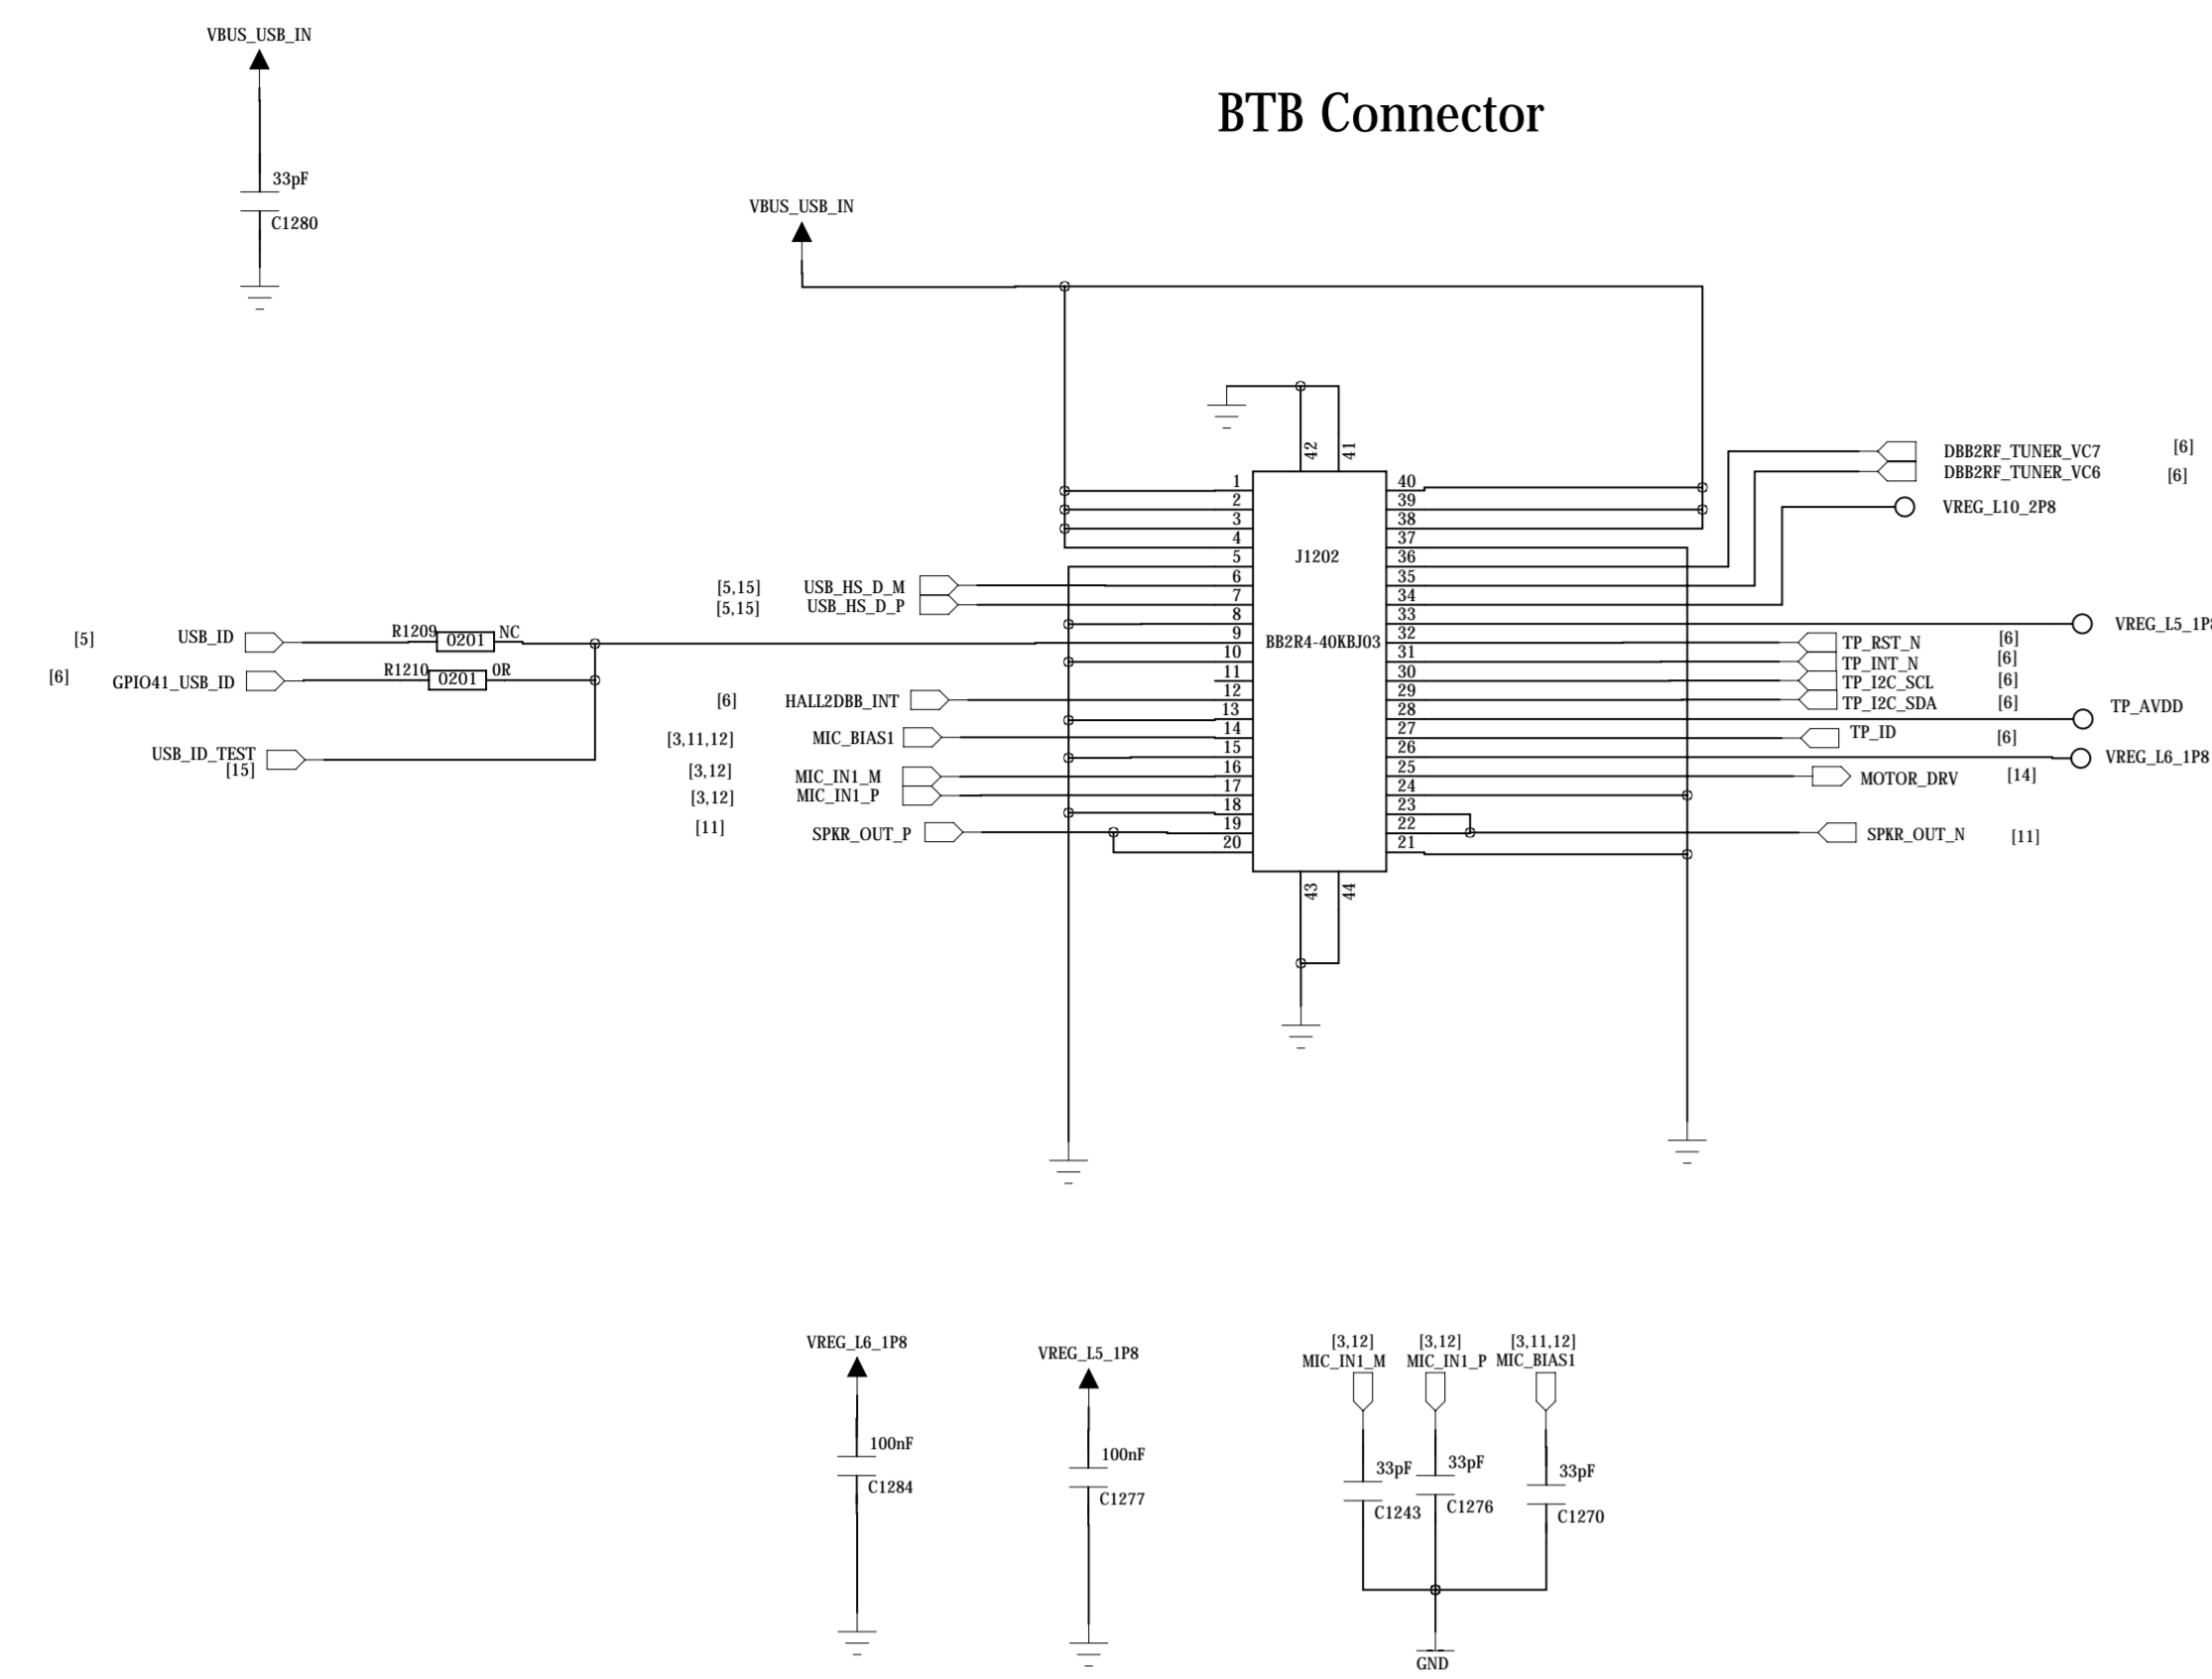 VBUS_USB_IN
BTB Connector
33pF
C1280
VBUS_USB_IN
42
41
1
2
3
4
5
6
7
8
9
10
11
12
13
14
15
16
17
18
19
20
J1202
BB2R4-40KBJ03
40
39
38
37
36
35
34
33
32
31
30
29
28
27
26
25
24
23
22
21
43
44
[5,15] USB_HS_D_M
[5,15] USB_HS_D_P
[5] USB_ID R1209 0201 NC
[6] GPIO41_USB_ID R1210 0201 0R
USB_ID_TEST
[15]
[6] HALL2DBB_INT
[3,11,12] MIC_BIAS1
[3,12] MIC_IN1_M
[3,12] MIC_IN1_P
[11] SPKR_OUT_P
DBB2RF_TUNER_VC7 [6]
DBB2RF_TUNER_VC6 [6]
VREG_L10_2P8
VREG_L5_1P8
TP_RST_N [6]
TP_INT_N [6]
TP_I2C_SCL [6]
TP_I2C_SDA [6]
TP_AVDD
TP_ID [6]
VREG_L6_1P8
MOTOR_DRV [14]
SPKR_OUT_N [11]
VREG_L6_1P8
100nF
C1284
VREG_L5_1P8
100nF
C1277
[3,12] [3,12] [3,11,12]
MIC_IN1_M MIC_IN1_P MIC_BIAS1
33pF 33pF 33pF
C1243 C1276 C1270
GND